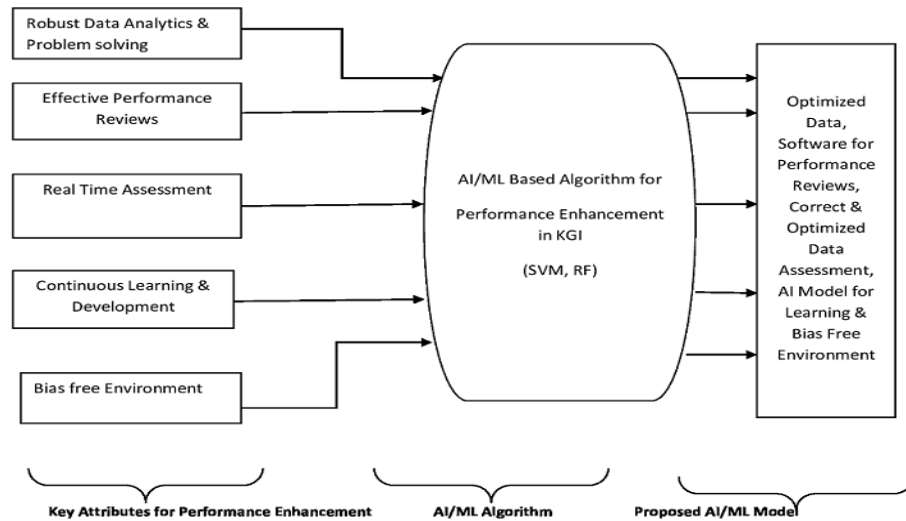 Robust Data Analytics &
Problem solving
Effective Performance
Reviews
Real Time Assessment
Continuous Learning &
Development
Bias free Environment
AI/ML Based Algorithm for
Performance Enhancement
in KGI
(SVM, RF)
Optimized
Data,
Software for
Performance
Reviews,
Correct &
Optimized
Data
Assessment,
AI Model for
Learning &
Bias Free
Environment
Key Attributes for Performance Enhancement
AI/ML Algorithm
Proposed AI/ML Model